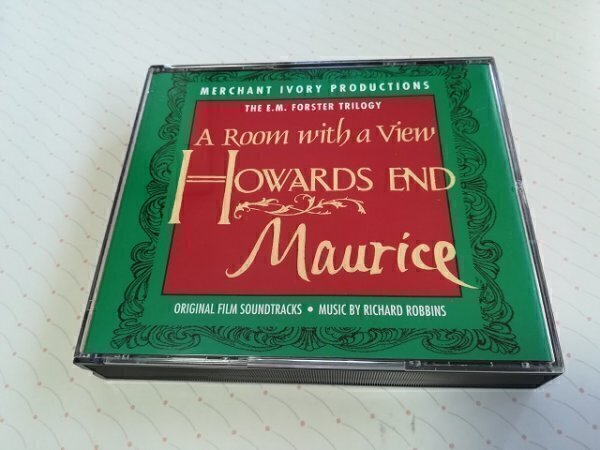 MERCHANT IVORY PRODUCTIONS
THE E.M. FORSTER TRILOGY
A Room with a View
HOWARDS END
Maurice
ORIGINAL FILM SOUNDTRACKS • MUSIC BY RICHARD ROBBINS